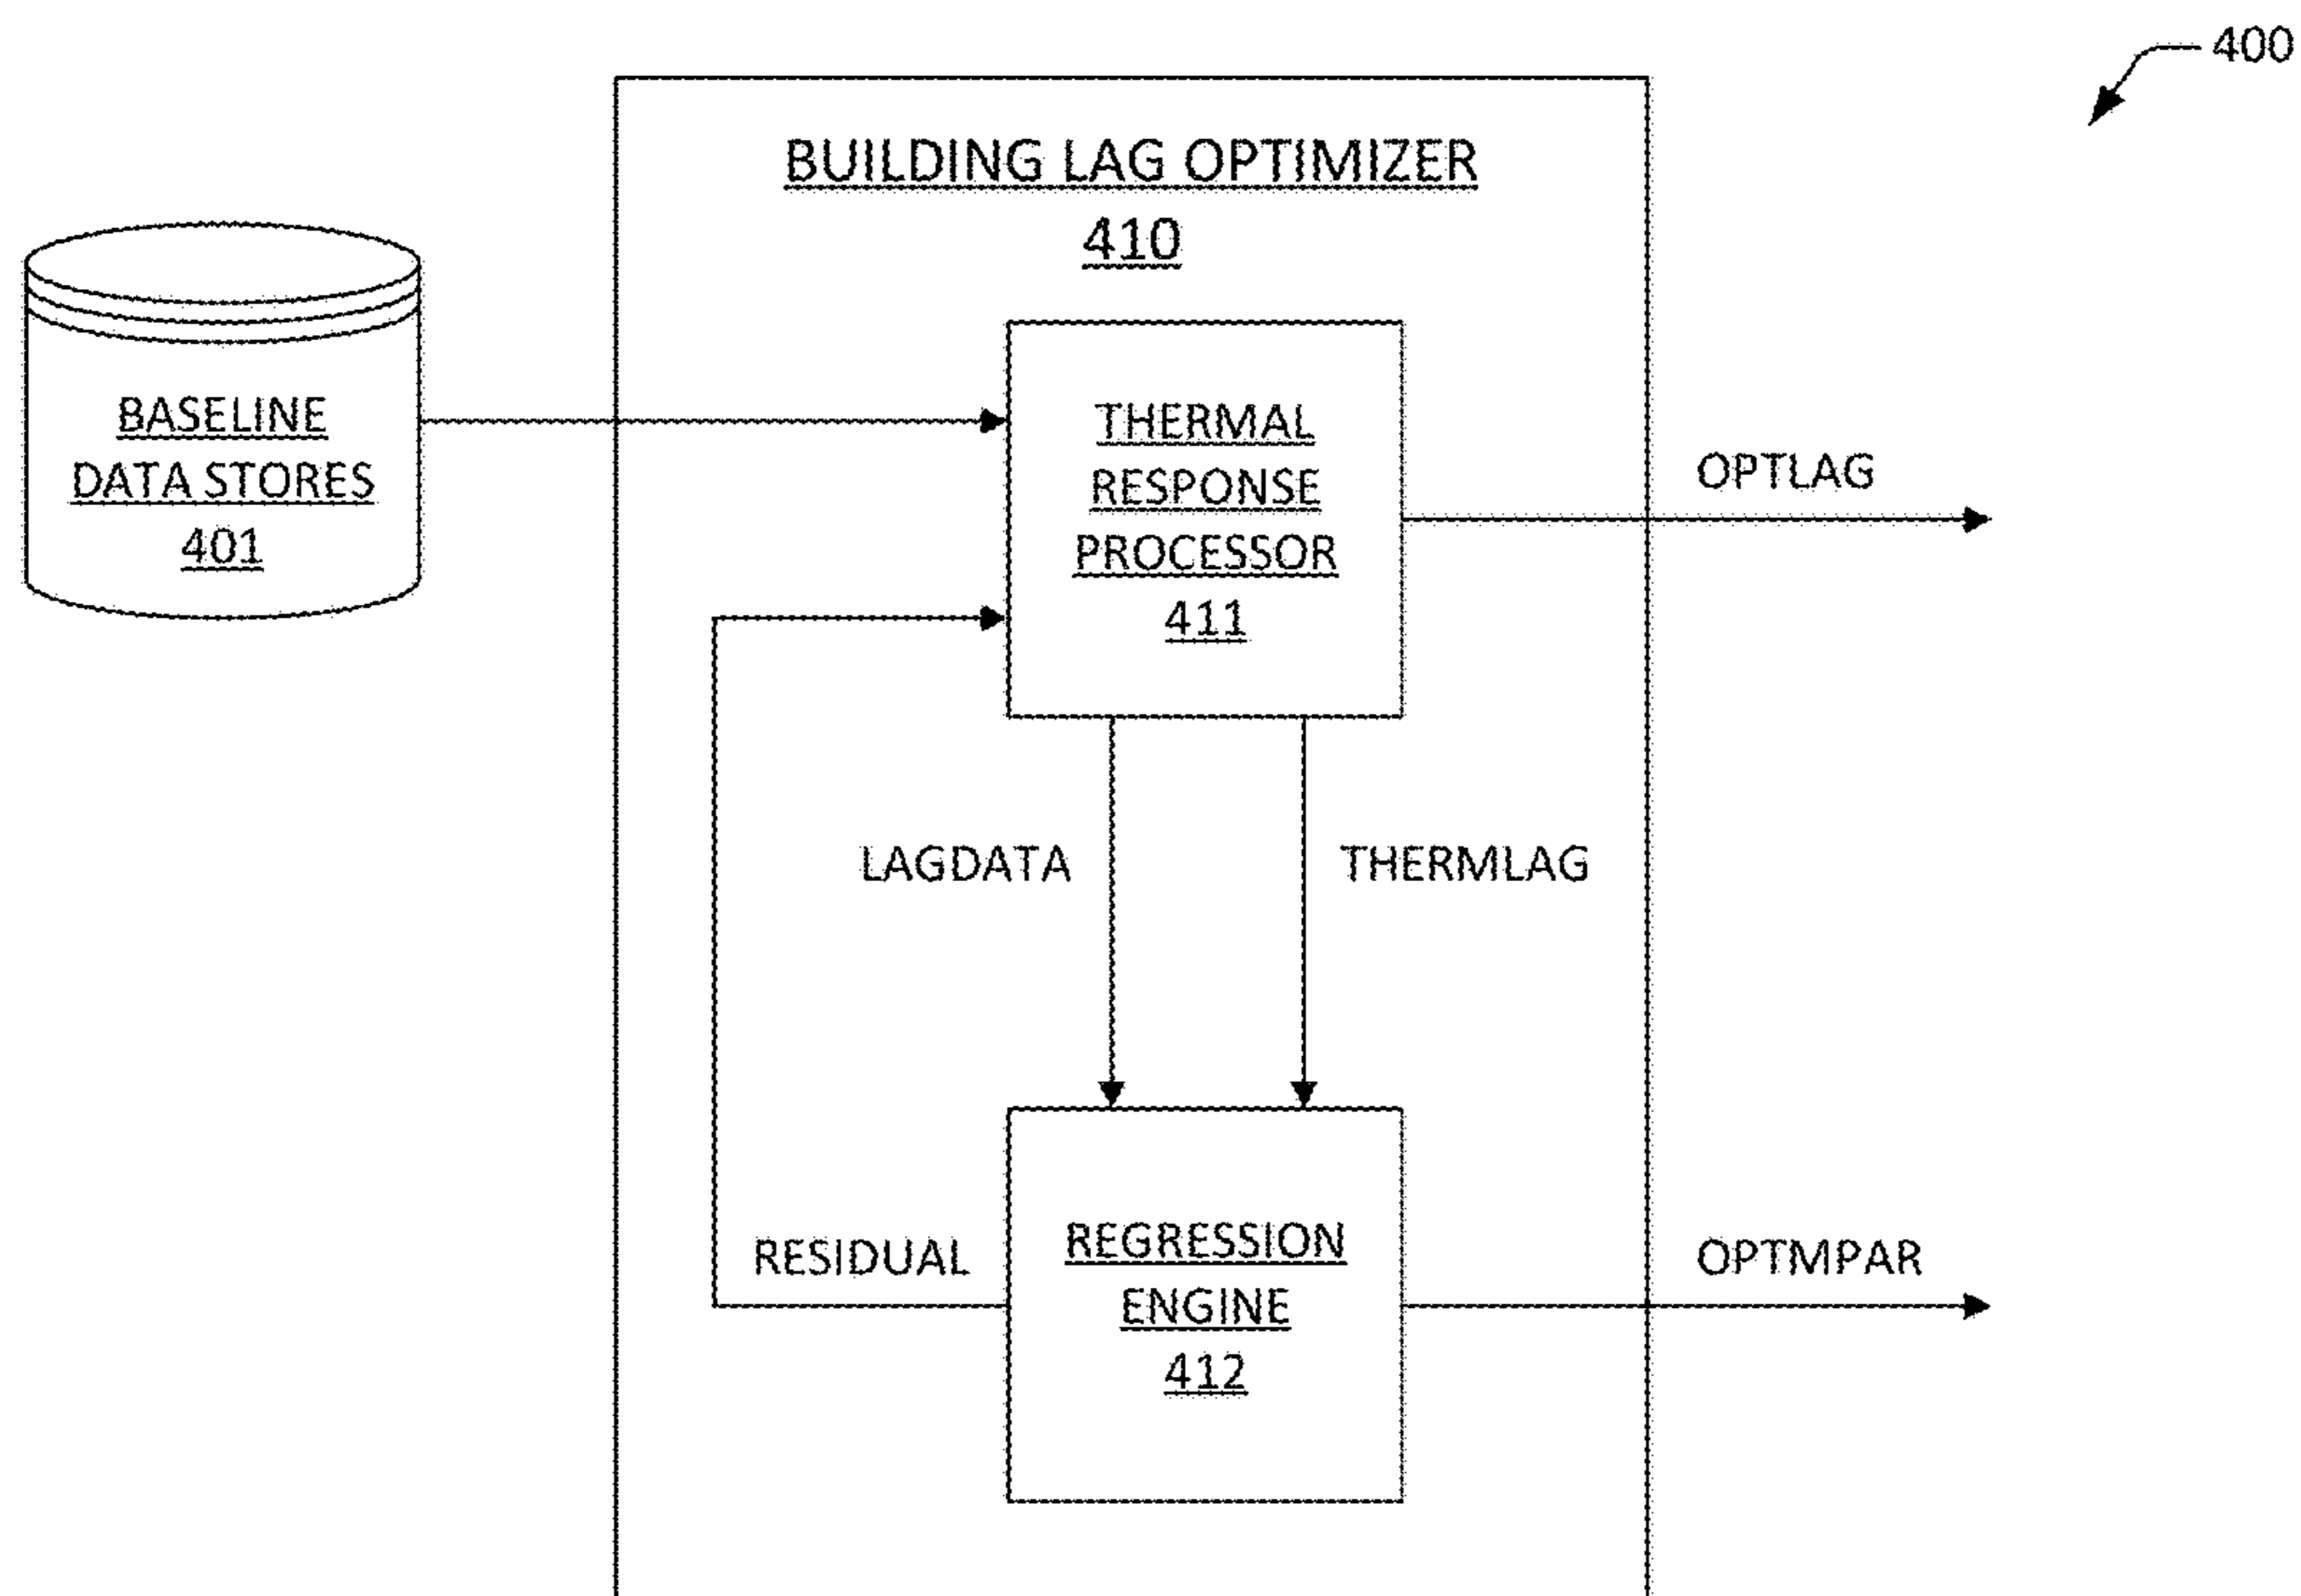 400
BUILDING LAG OPTIMIZER
410
BASELINE
DATA STORES
401
THERMAL
RESPONSE
PROCESSOR
411
OPTLAG
LAGDATA
THERMLAG
RESIDUAL
REGRESSION
ENGINE
412
OPTMPAR